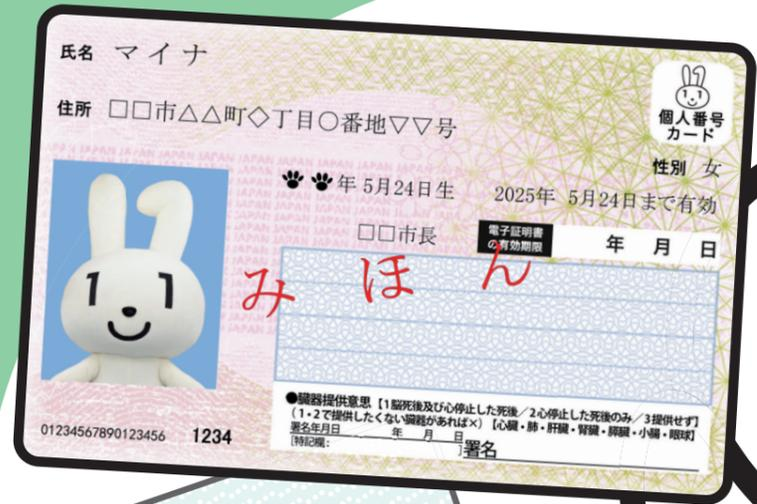 氏名 マイナ
住所 □□市△△町◇丁目○番地▽▽号
個人番号
カード
性別 女
年 5月24日生 2025年 5月24日まで有効
□□市長
電子証明書
の有効期限
年 月 日
みほん
●臓器提供意思【1脳死後及び心停止した死後/2心停止した死後のみ/3提供せず】
(1・2で提供したくない臓器があれば×)【心臓・肺・肝臓・腎臓・膵臓・小腸・眼球】
署名年月日 年 月 日
[特記欄: ]署名
01234567890123456 1234